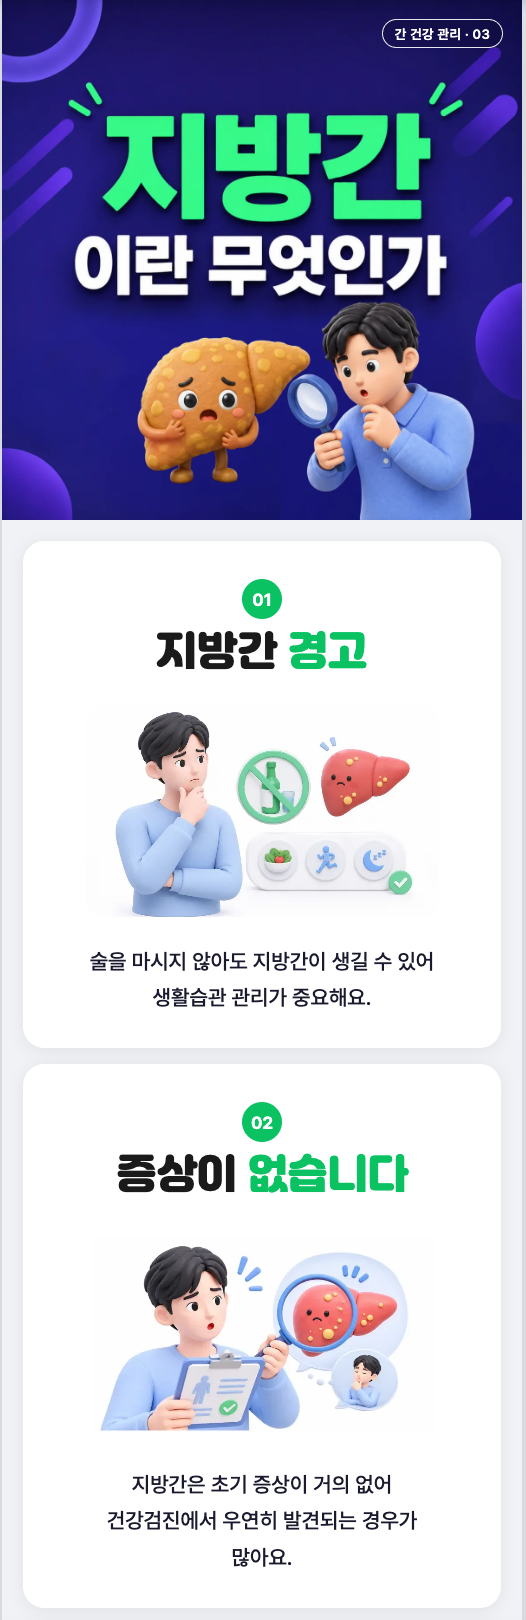 간 건강 관리 · 03
지방간
이란 무엇인가
01
지방간 경고
술을 마시지 않아도 지방간이 생길 수 있어
생활습관 관리가 중요해요.
02
증상이 없습니다
지방간은 초기 증상이 거의 없어
건강검진에서 우연히 발견되는 경우가
많아요.